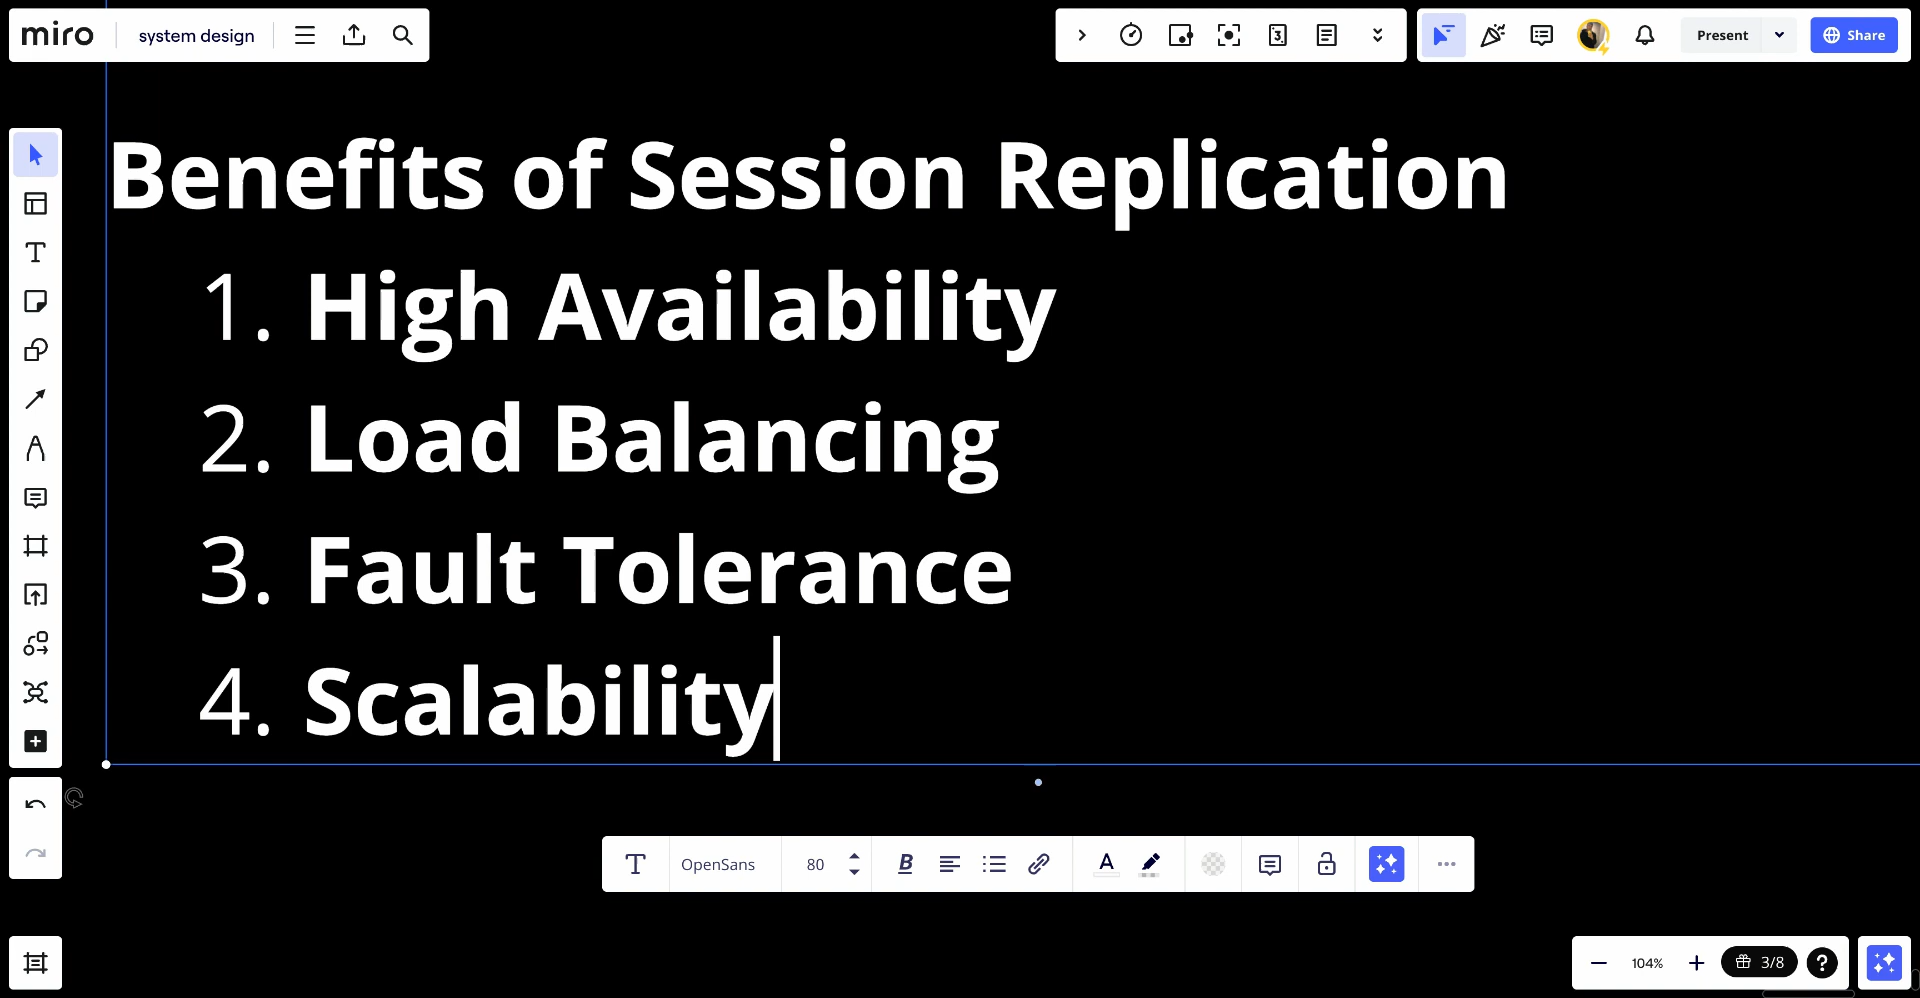 miro
system design
Present
Share
Benefits of Session Replication
1. High Availability
2. Load Balancing
3. Fault Tolerance
4. Scalability
OpenSans
80
B
A
104%
3/8
?